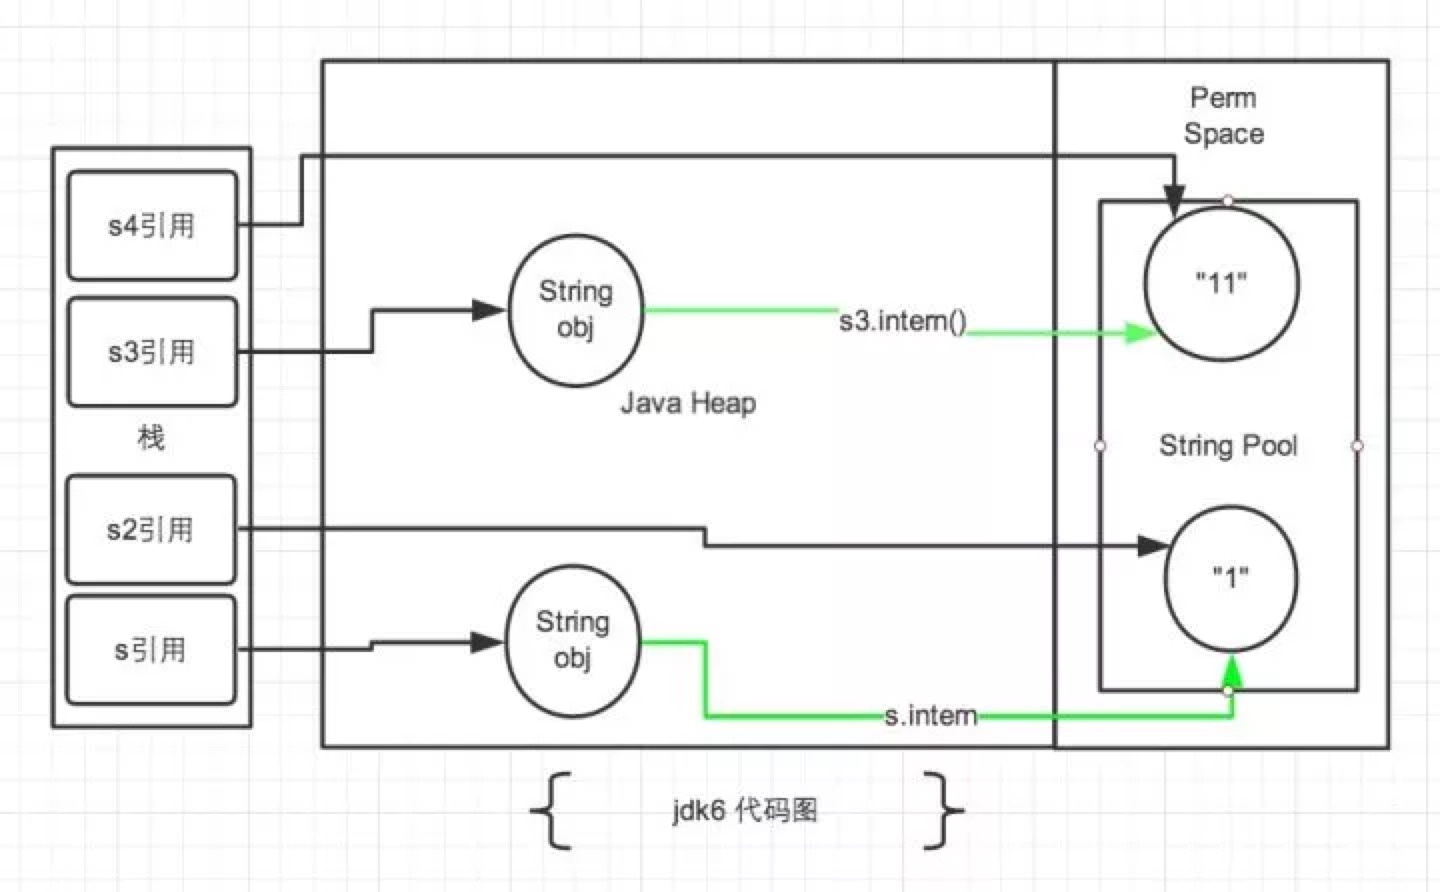 Perm
Space
s4引用
String
obj
"11"
s3.intern()
s3引用
Java Heap
栈
String Pool
s2引用
"1"
String
obj
s引用
s.intern
jdk6 代码图